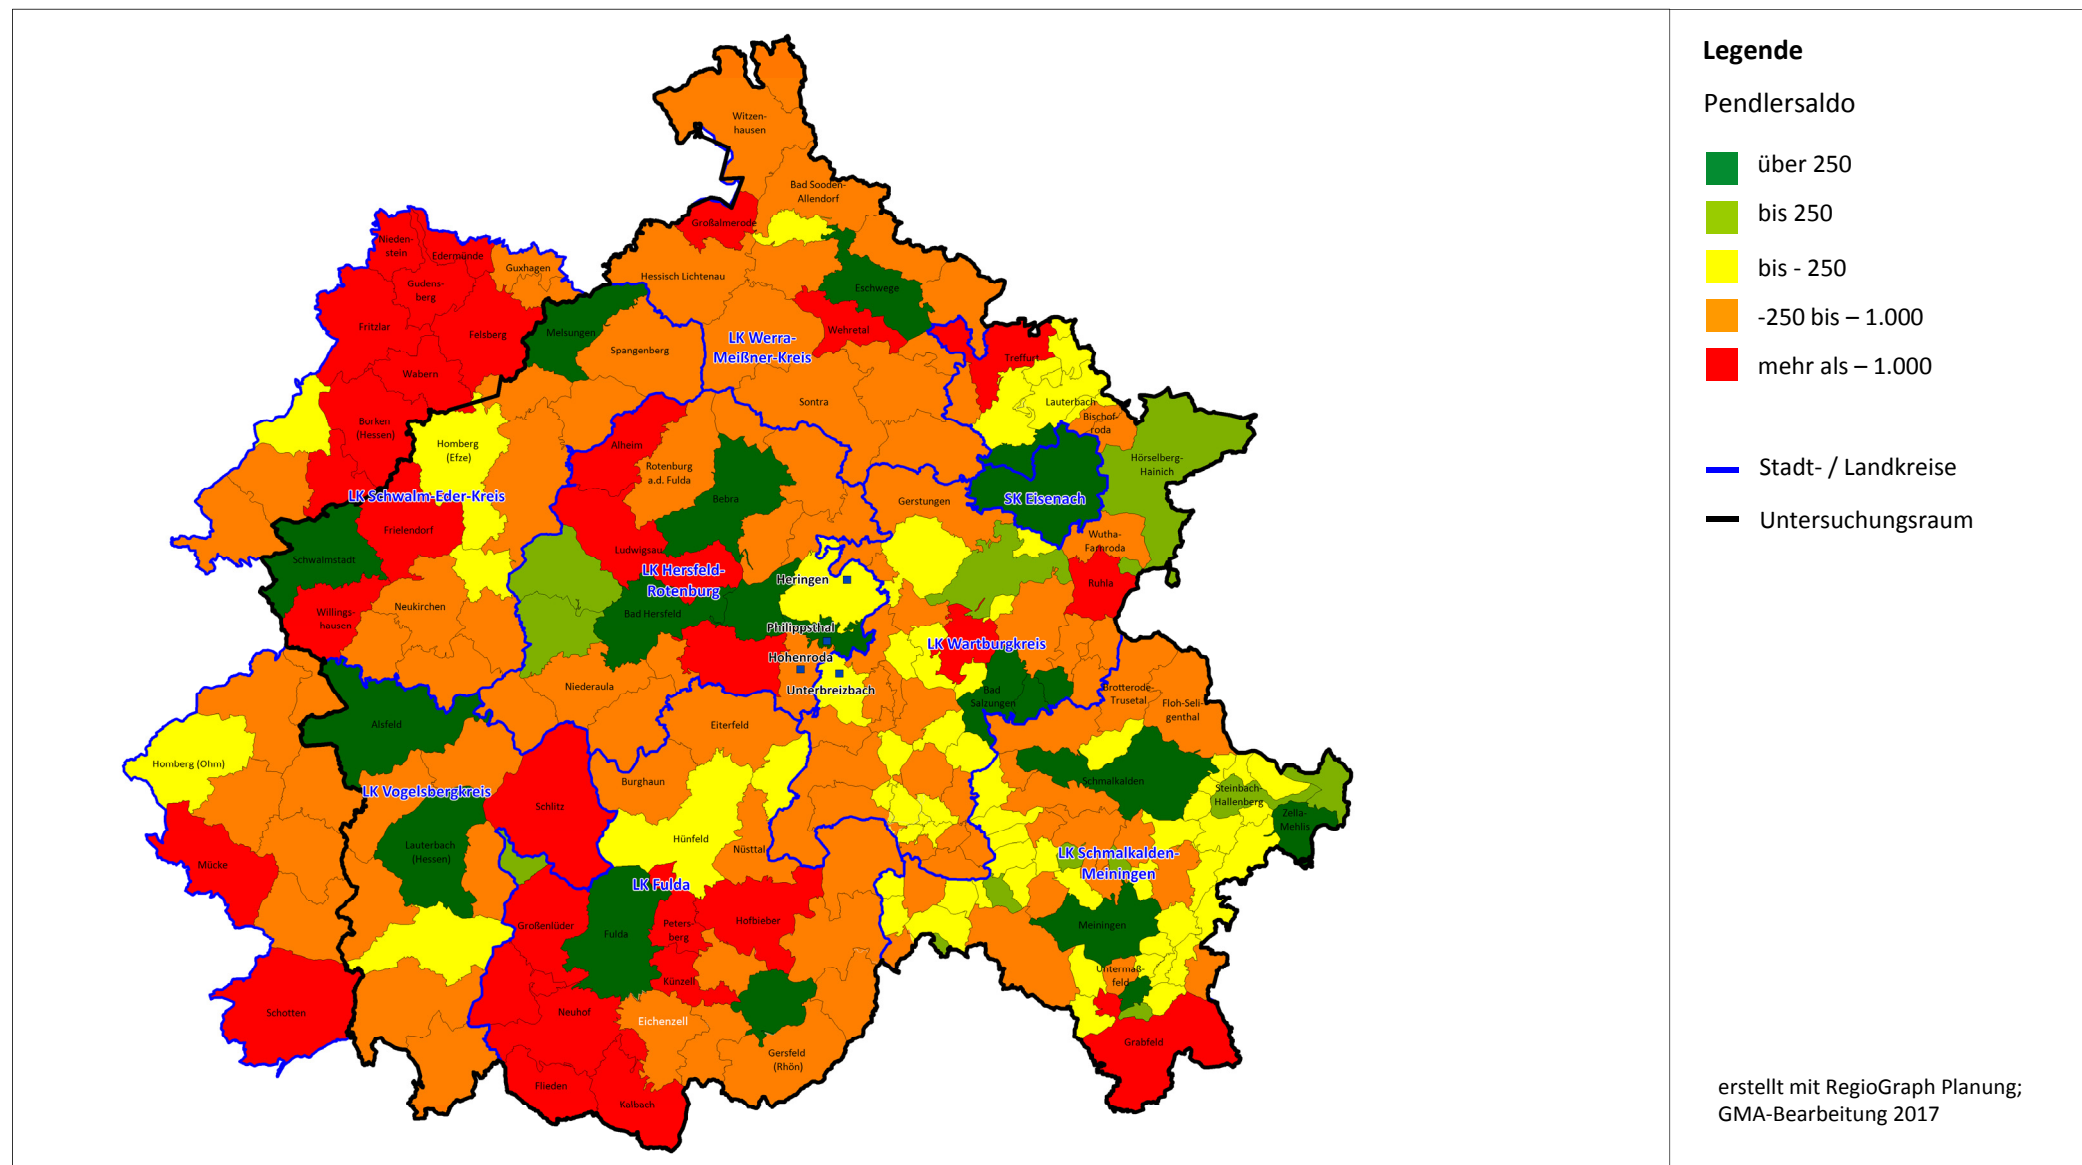 Witzen-
hausen
Bad Sooden-
Allendorf
Großalmerode
Nieden-
stein
Edermünde
Guxhagen
Hessisch Lichtenau
Gudens-
berg
Eschwege
Fritzlar
Felsberg
Melsungen
Wehretal
LK Werra-
Meißner-Kreis
Spangenberg
Treffurt
Wabern
Sontra
Lauterbach
Bischof-
roda
Borken
(Hessen)
Homberg
(Efze)
Alheim
Hörselberg-
Hainich
Rotenburg
a.d. Fulda
Bebra
LK Schwalm-Eder-Kreis
Gerstungen
SK Eisenach
Frielendorf
Wutha-
Farnroda
Schwalmstadt
Ludwigsau
LK Hersfeld-
Rotenburg
Heringen
Ruhla
Willings-
hausen
Neukirchen
Bad Hersfeld
Philippsthal
LK Wartburgkreis
Hohenroda
Niederaula
Unterbreizbach
Bad
Salzungen
Brotterode-
Trusetal
Floh-Seli-
genthal
Alsfeld
Eiterfeld
Homberg (Ohm)
Burghaun
Schmalkalden
LK Vogelsbergkreis
Schlitz
Steinbach-
Hallenberg
Zella-
Mehlis
Lauterbach
(Hessen)
Hünfeld
Nüsttal
Mücke
LK Schmalkalden-
Meiningen
LK Fulda
Großenlüder
Fulda
Peters-
berg
Hofbieber
Meiningen
Künzell
Untermaß-
feld
Schotten
Neuhof
Eichenzell
Gersfeld
(Rhön)
Grabfeld
Flieden
Kalbach
Legende
Pendlersaldo
über 250
bis 250
bis - 250
-250 bis – 1.000
mehr als – 1.000
Stadt- / Landkreise
Untersuchungsraum
erstellt mit RegioGraph Planung;
GMA-Bearbeitung 2017